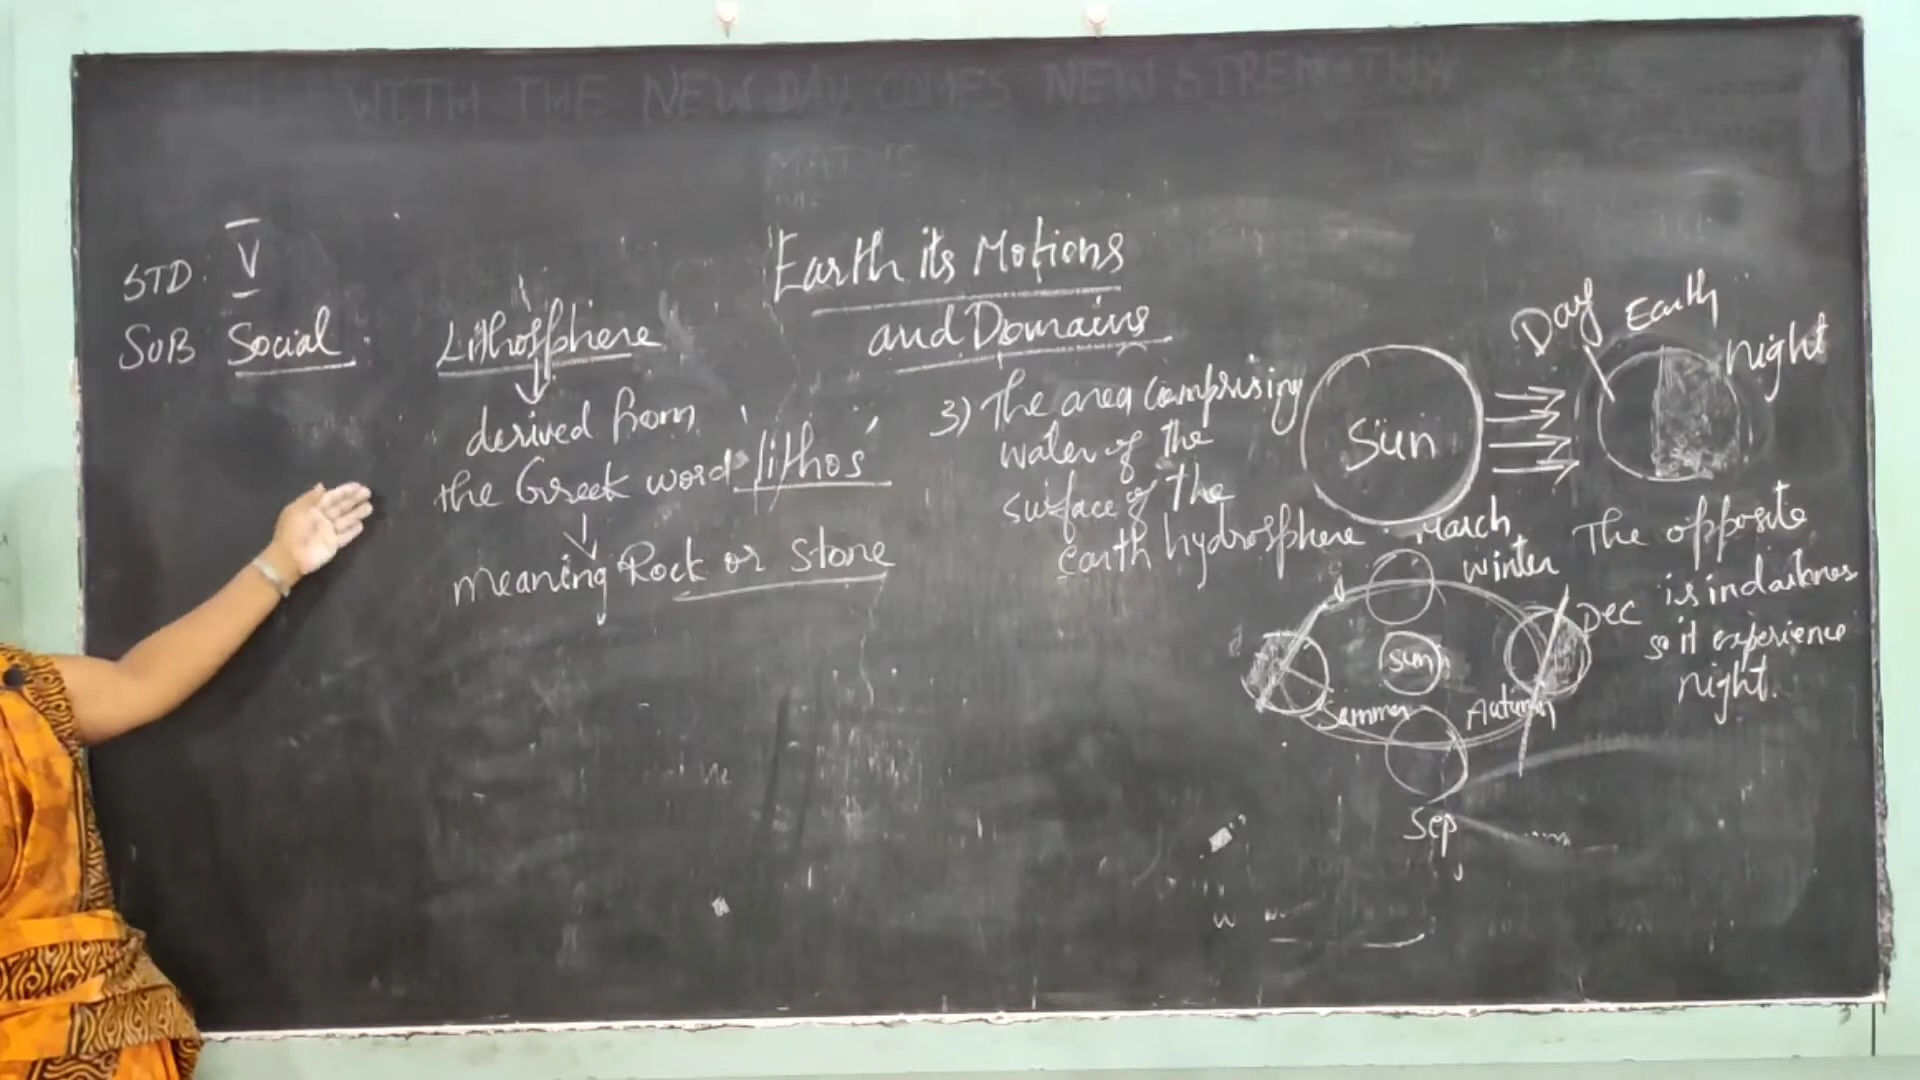 WITH THE NEW DAY COMES NEW STRENGTH
MATHS
STD: V
SUB Social
Earth its Motions
and Domains
Lithosphere
derived from
the Greek word 'lithos'
meaning Rock or Stone
3) The area comprising
water of the
surface of the
earth hydrosphere
Sun
Day
Earth
night
The opposite
is in darknes
so it experience
night.
March
winter
Dec
sun
Summer
Autumn
Sep